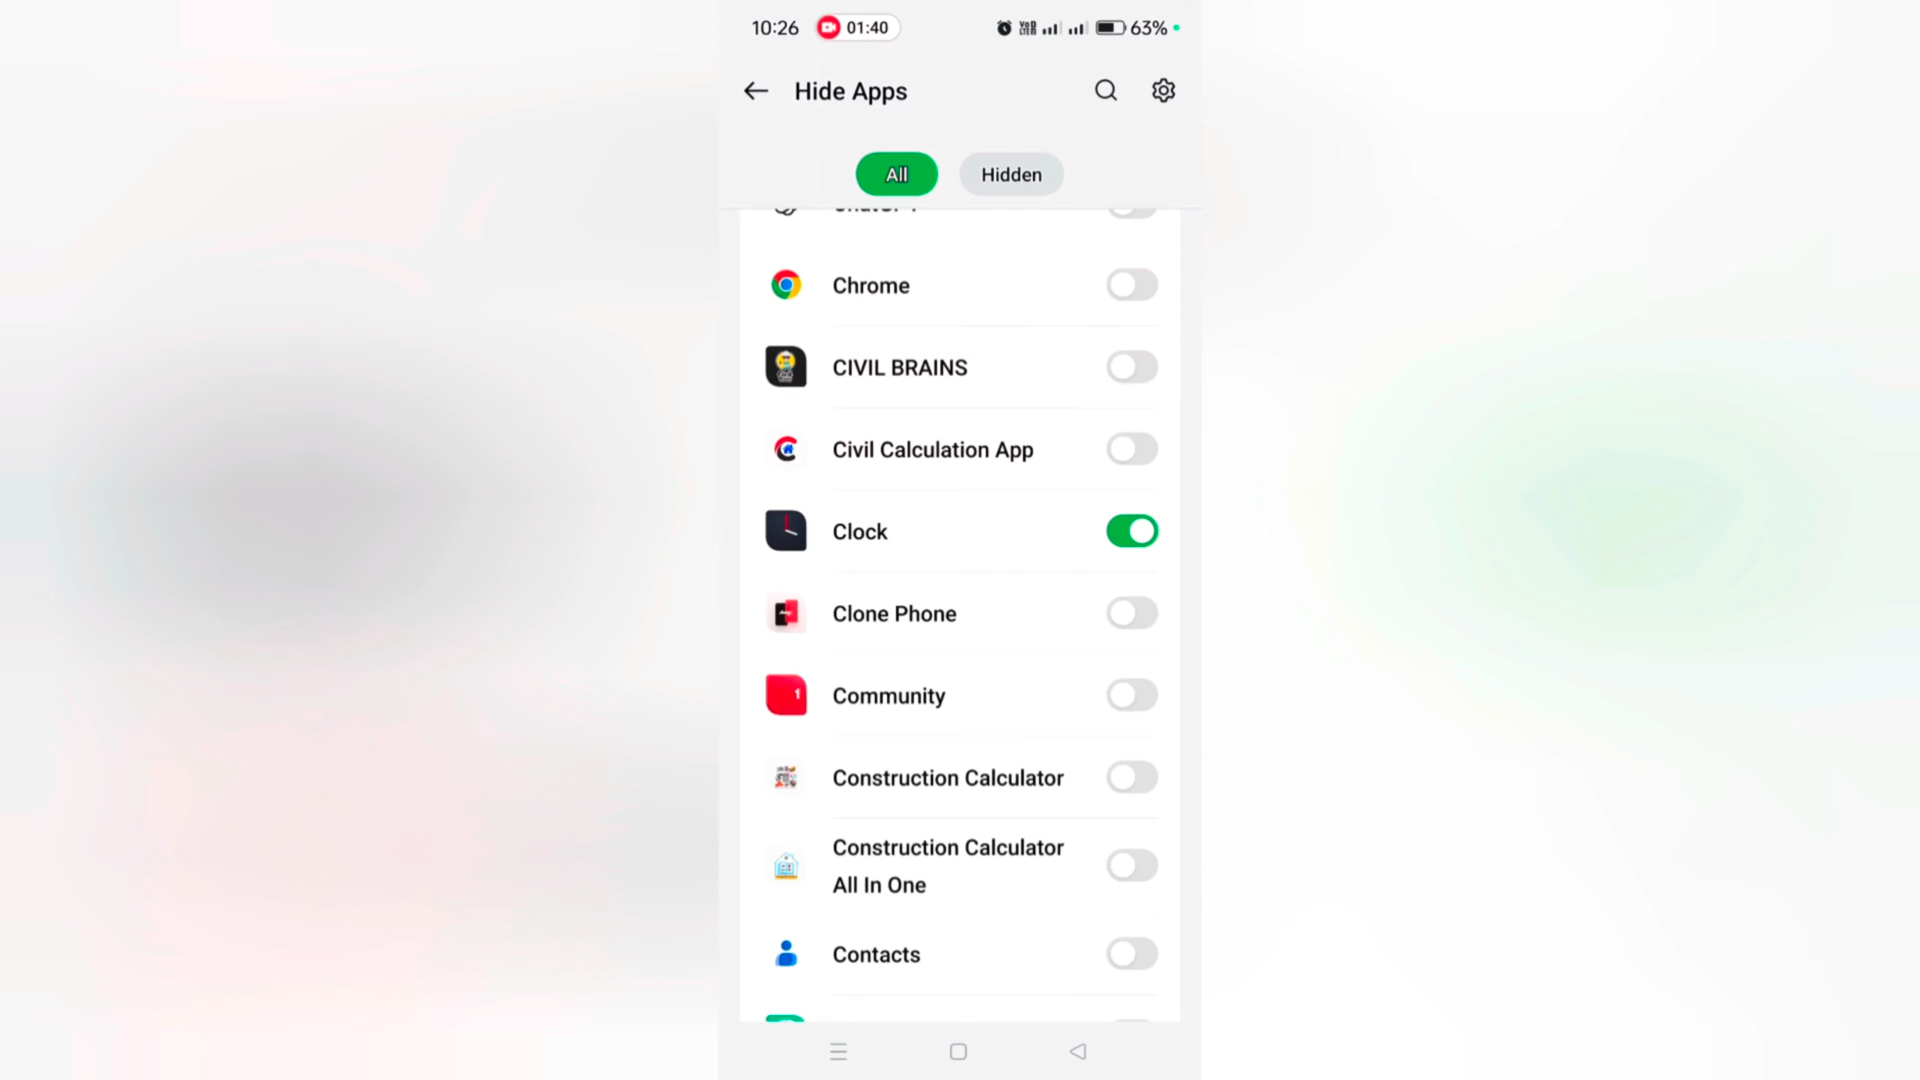 10:26 01:40 63%
Hide Apps
All Hidden
Chrome
CIVIL BRAINS
Civil Calculation App
Clock
Clone Phone
Community
Construction Calculator
Construction Calculator
All In One
Contacts